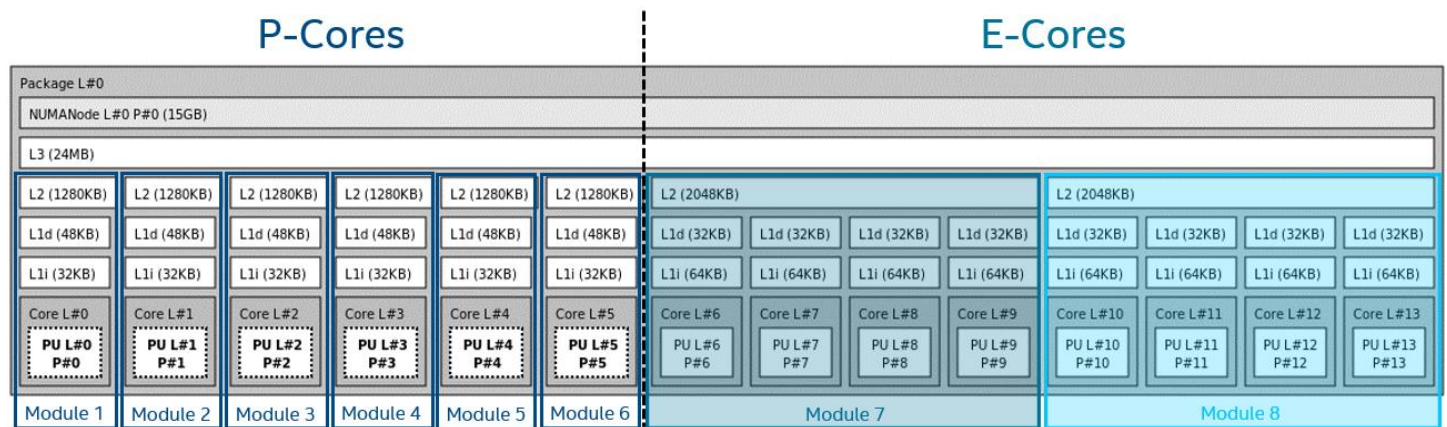 P-Cores E-Cores
Package L#0
NUMANode L#0 P#0 (15GB)
L3 (24MB)
L2 (1280KB) L2 (1280KB) L2 (1280KB) L2 (1280KB) L2 (1280KB) L2 (1280KB) L2 (2048KB) L2 (2048KB)
L1d (48KB) L1d (48KB) L1d (48KB) L1d (48KB) L1d (48KB) L1d (48KB) L1d (32KB) L1d (32KB) L1d (32KB) L1d (32KB) L1d (32KB) L1d (32KB) L1d (32KB) L1d (32KB)
L1i (32KB) L1i (32KB) L1i (32KB) L1i (32KB) L1i (32KB) L1i (32KB) L1i (64KB) L1i (64KB) L1i (64KB) L1i (64KB) L1i (64KB) L1i (64KB) L1i (64KB) L1i (64KB)
Core L#0 Core L#1 Core L#2 Core L#3 Core L#4 Core L#5 Core L#6 Core L#7 Core L#8 Core L#9 Core L#10 Core L#11 Core L#12 Core L#13
PU L#0 PU L#1 PU L#2 PU L#3 PU L#4 PU L#5 PU L#6 PU L#7 PU L#8 PU L#9 PU L#10 PU L#11 PU L#12 PU L#13
P#0 P#1 P#2 P#3 P#4 P#5 P#6 P#7 P#8 P#9 P#10 P#11 P#12 P#13
Module 1 Module 2 Module 3 Module 4 Module 5 Module 6 Module 7 Module 8